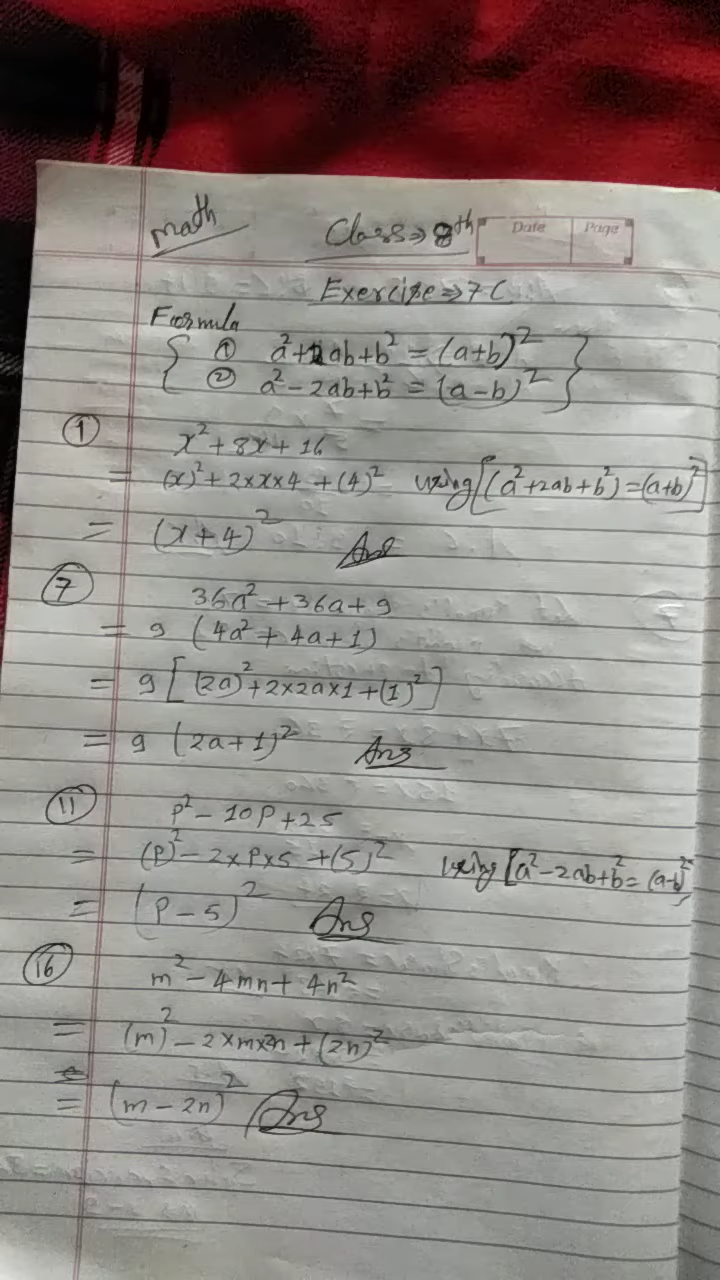 math Class ⇒ 8th Date Page
Exercise ⇒ 7C
Formula
① a²+2ab+b² = (a+b)²
② a²-2ab+b² = (a-b)²
① x²+8x+16
= (x)²+2×x×4+(4)² using [(a²+2ab+b²)=(a+b)²]
= (x+4)² Ans
⑦ 36a²+36a+9
= 9 (4a²+4a+1)
= 9 [(2a)²+2×2a×1+(1)²]
= 9 (2a+1)² Ans
⑪ p²-10p+25
= (p)²-2×p×5+(5)² using [a²-2ab+b²=(a-b)²]
= (p-5)² Ans
⑯ m²-4mn+4n²
= (m)²-2×m×2n+(2n)²
= (m-2n)² Ans